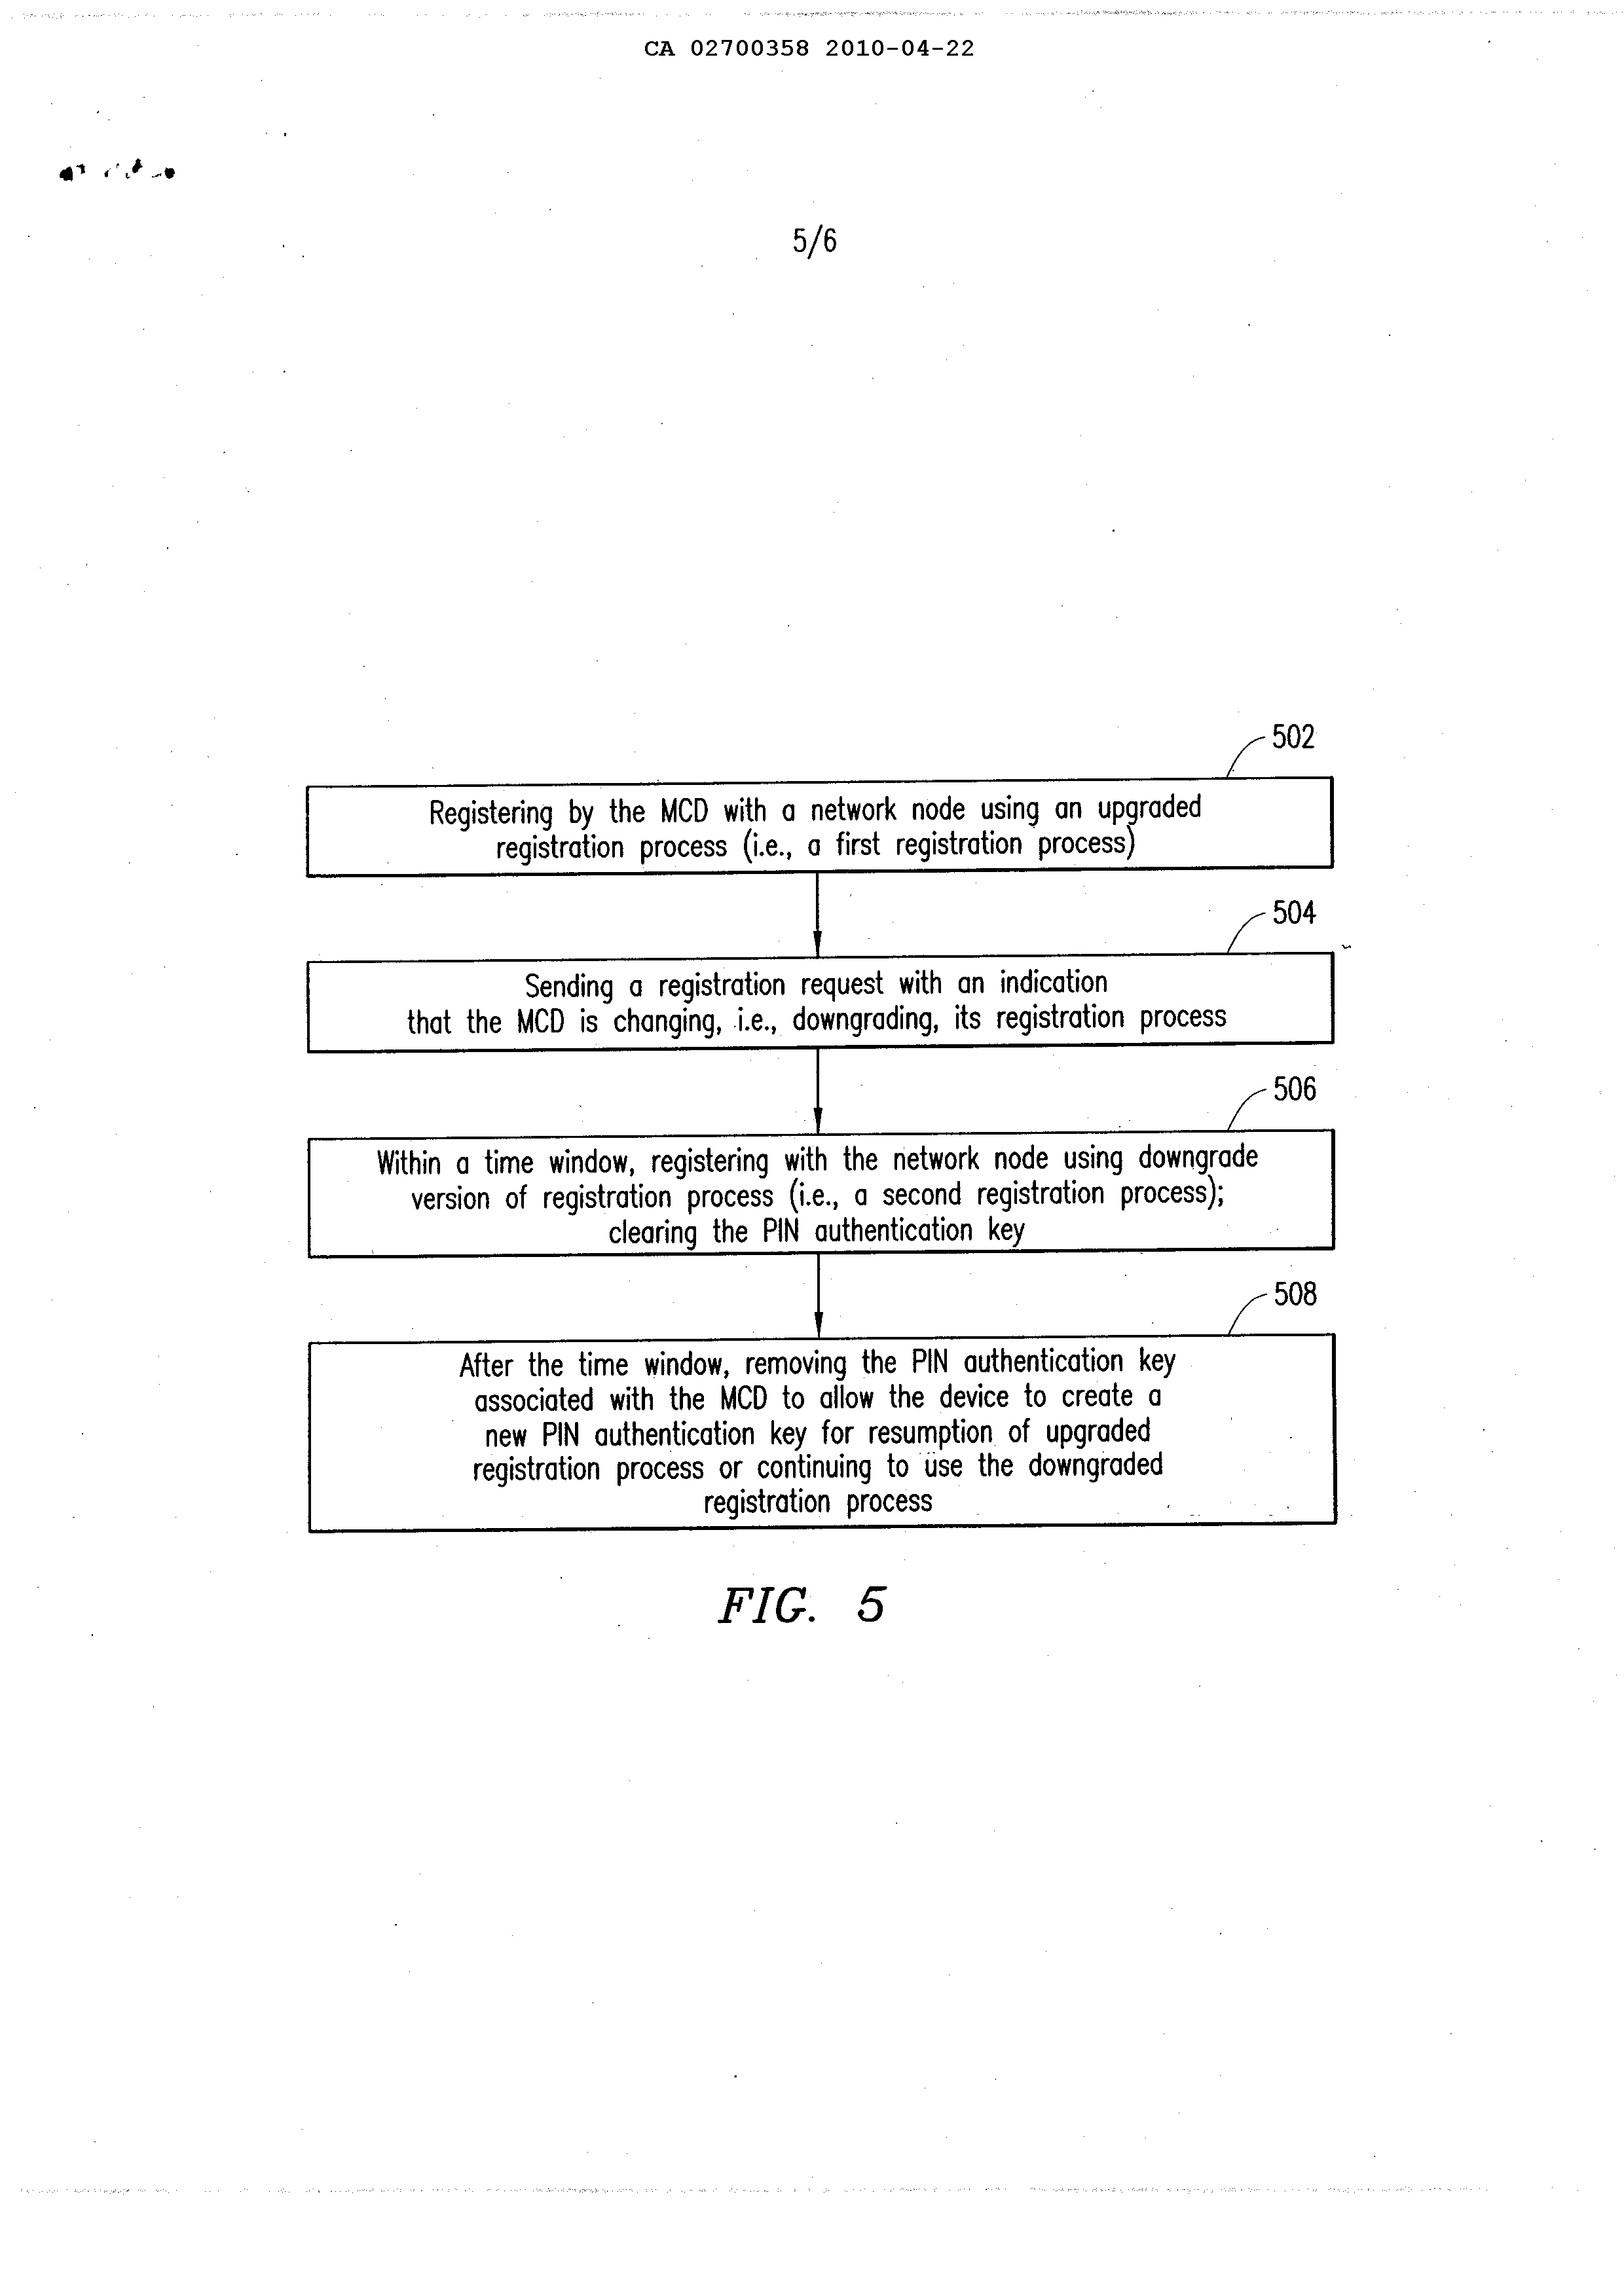 CA 02700358 2010-04-22
5/6
502
Registering by the MCD with a network node using an upgraded
registration process (i.e., a first registration process)
504
Sending a registration request with an indication
that the MCD is changing, i.e., downgrading, its registration process
506
Within a time window, registering with the network node using downgrade
version of registration process (i.e., a second registration process);
clearing the PIN authentication key
508
After the time window, removing the PIN authentication key
associated with the MCD to allow the device to create a
new PIN authentication key for resumption of upgraded
registration process or continuing to use the downgraded
registration process
FIG. 5